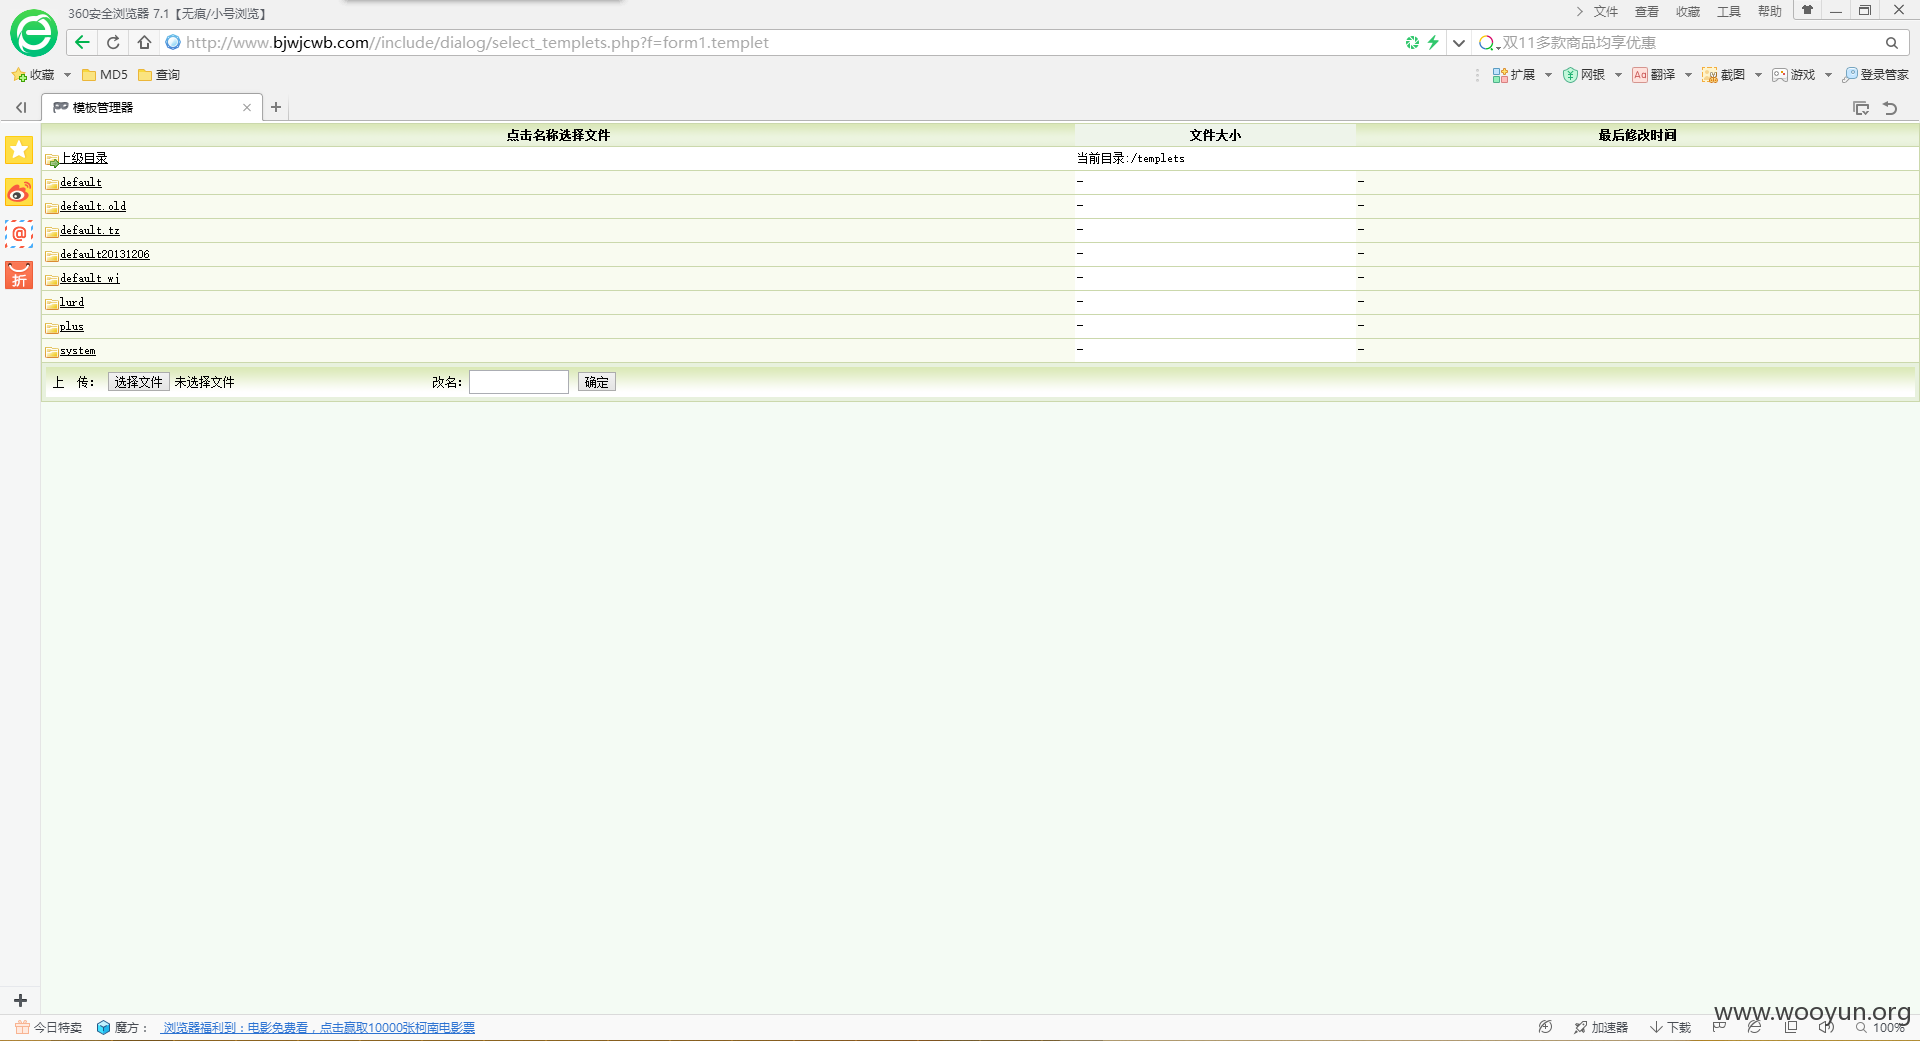 360安全浏览器 7.1【无痕/小号浏览】
文件 查看 收藏 工具 帮助
http://www.bjwjcwb.com//include/dialog/select_templets.php?f=form1.templet
双11多款商品均享优惠
收藏 MD5 查询
扩展 网银 翻译 截图 游戏 登录管家
模板管理器
点击名称选择文件 文件大小 最后修改时间
上级目录 当前目录:/templets
default - -
default.old - -
default.tz - -
default20131206 - -
default_wj - -
lurd - -
plus - -
system - -
上 传： 选择文件 未选择文件 改名： 确定
@
折
www.wooyun.org
今日特卖 魔方： 浏览器福利到：电影免费看，点击赢取10000张柯南电影票
加速器 下载 100%